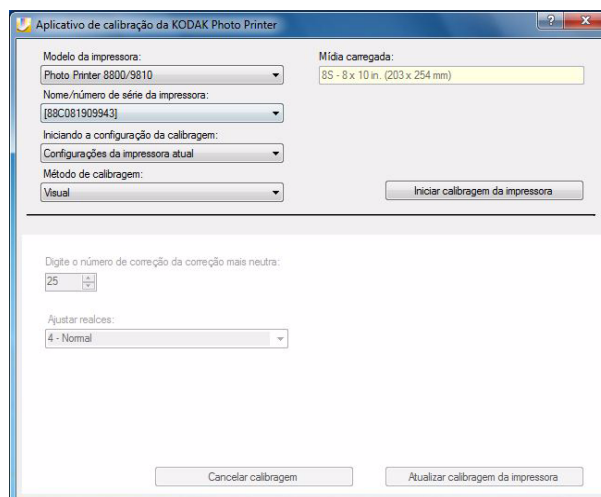 Aplicativo de calibração da KODAK Photo Printer
Modelo da impressora:
Photo Printer 8800/9810
Nome/número de série da impressora:
[88C081909943]
Iniciando a configuração da calibragem:
Configurações da impressora atual
Método de calibragem:
Visual
Mídia carregada:
8S - 8 x 10 in. (203 x 254 mm)
Iniciar calibragem da impressora
Digite o número de correção da correção mais neutra:
25
Ajustar realces:
4 - Normal
Cancelar calibragem
Atualizar calibragem da impressora